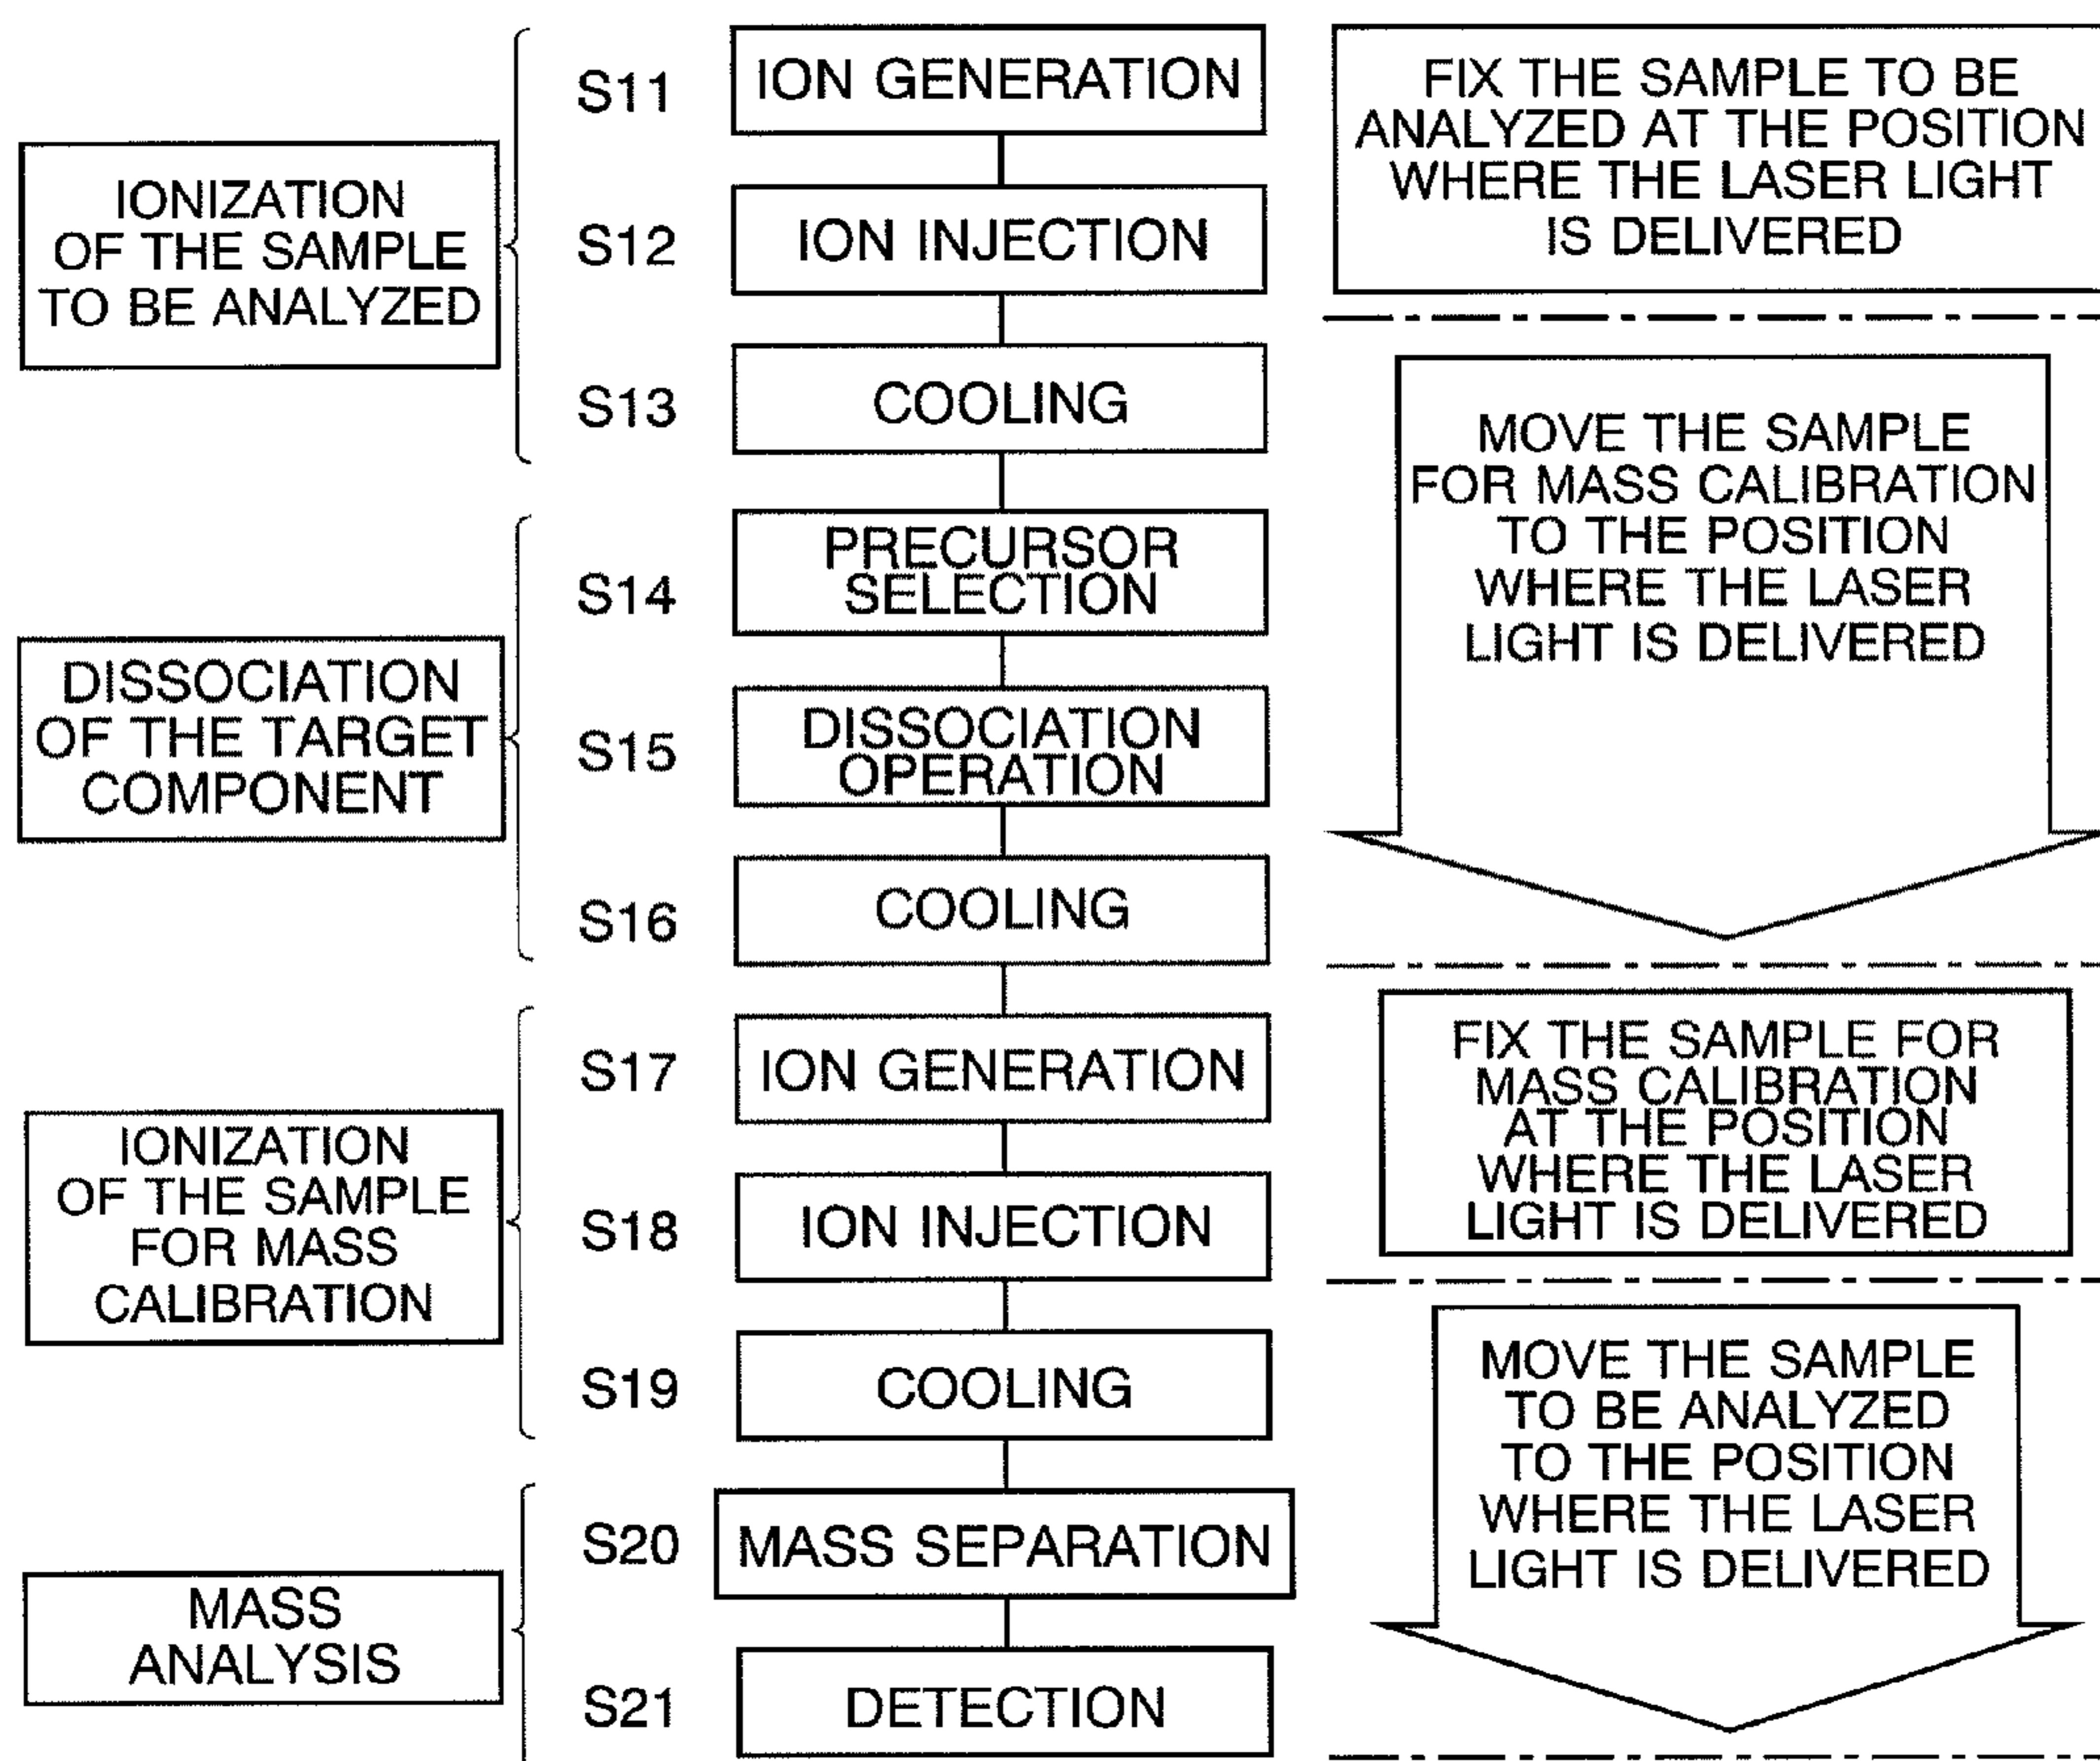 IONIZATION
OF THE SAMPLE
TO BE ANALYZED
DISSOCIATION
OF THE TARGET
COMPONENT
IONIZATION
OF THE SAMPLE
FOR MASS
CALIBRATION
MASS
ANALYSIS
S11
ION GENERATION
S12
ION INJECTION
S13
COOLING
S14
PRECURSOR
SELECTION
S15
DISSOCIATION
OPERATION
S16
COOLING
S17
ION GENERATION
S18
ION INJECTION
S19
COOLING
S20
MASS SEPARATION
S21
DETECTION
FIX THE SAMPLE TO BE
ANALYZED AT THE POSITION
WHERE THE LASER LIGHT
IS DELIVERED
MOVE THE SAMPLE
FOR MASS CALIBRATION
TO THE POSITION
WHERE THE LASER
LIGHT IS DELIVERED
FIX THE SAMPLE FOR
MASS CALIBRATION
AT THE POSITION
WHERE THE LASER
LIGHT IS DELIVERED
MOVE THE SAMPLE
TO BE ANALYZED
TO THE POSITION
WHERE THE LASER
LIGHT IS DELIVERED